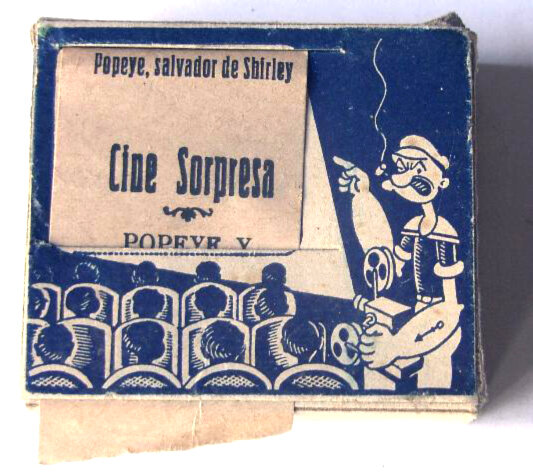 Popeye, salvador de Shirley
Cine Sorpresa
POPEYE Y